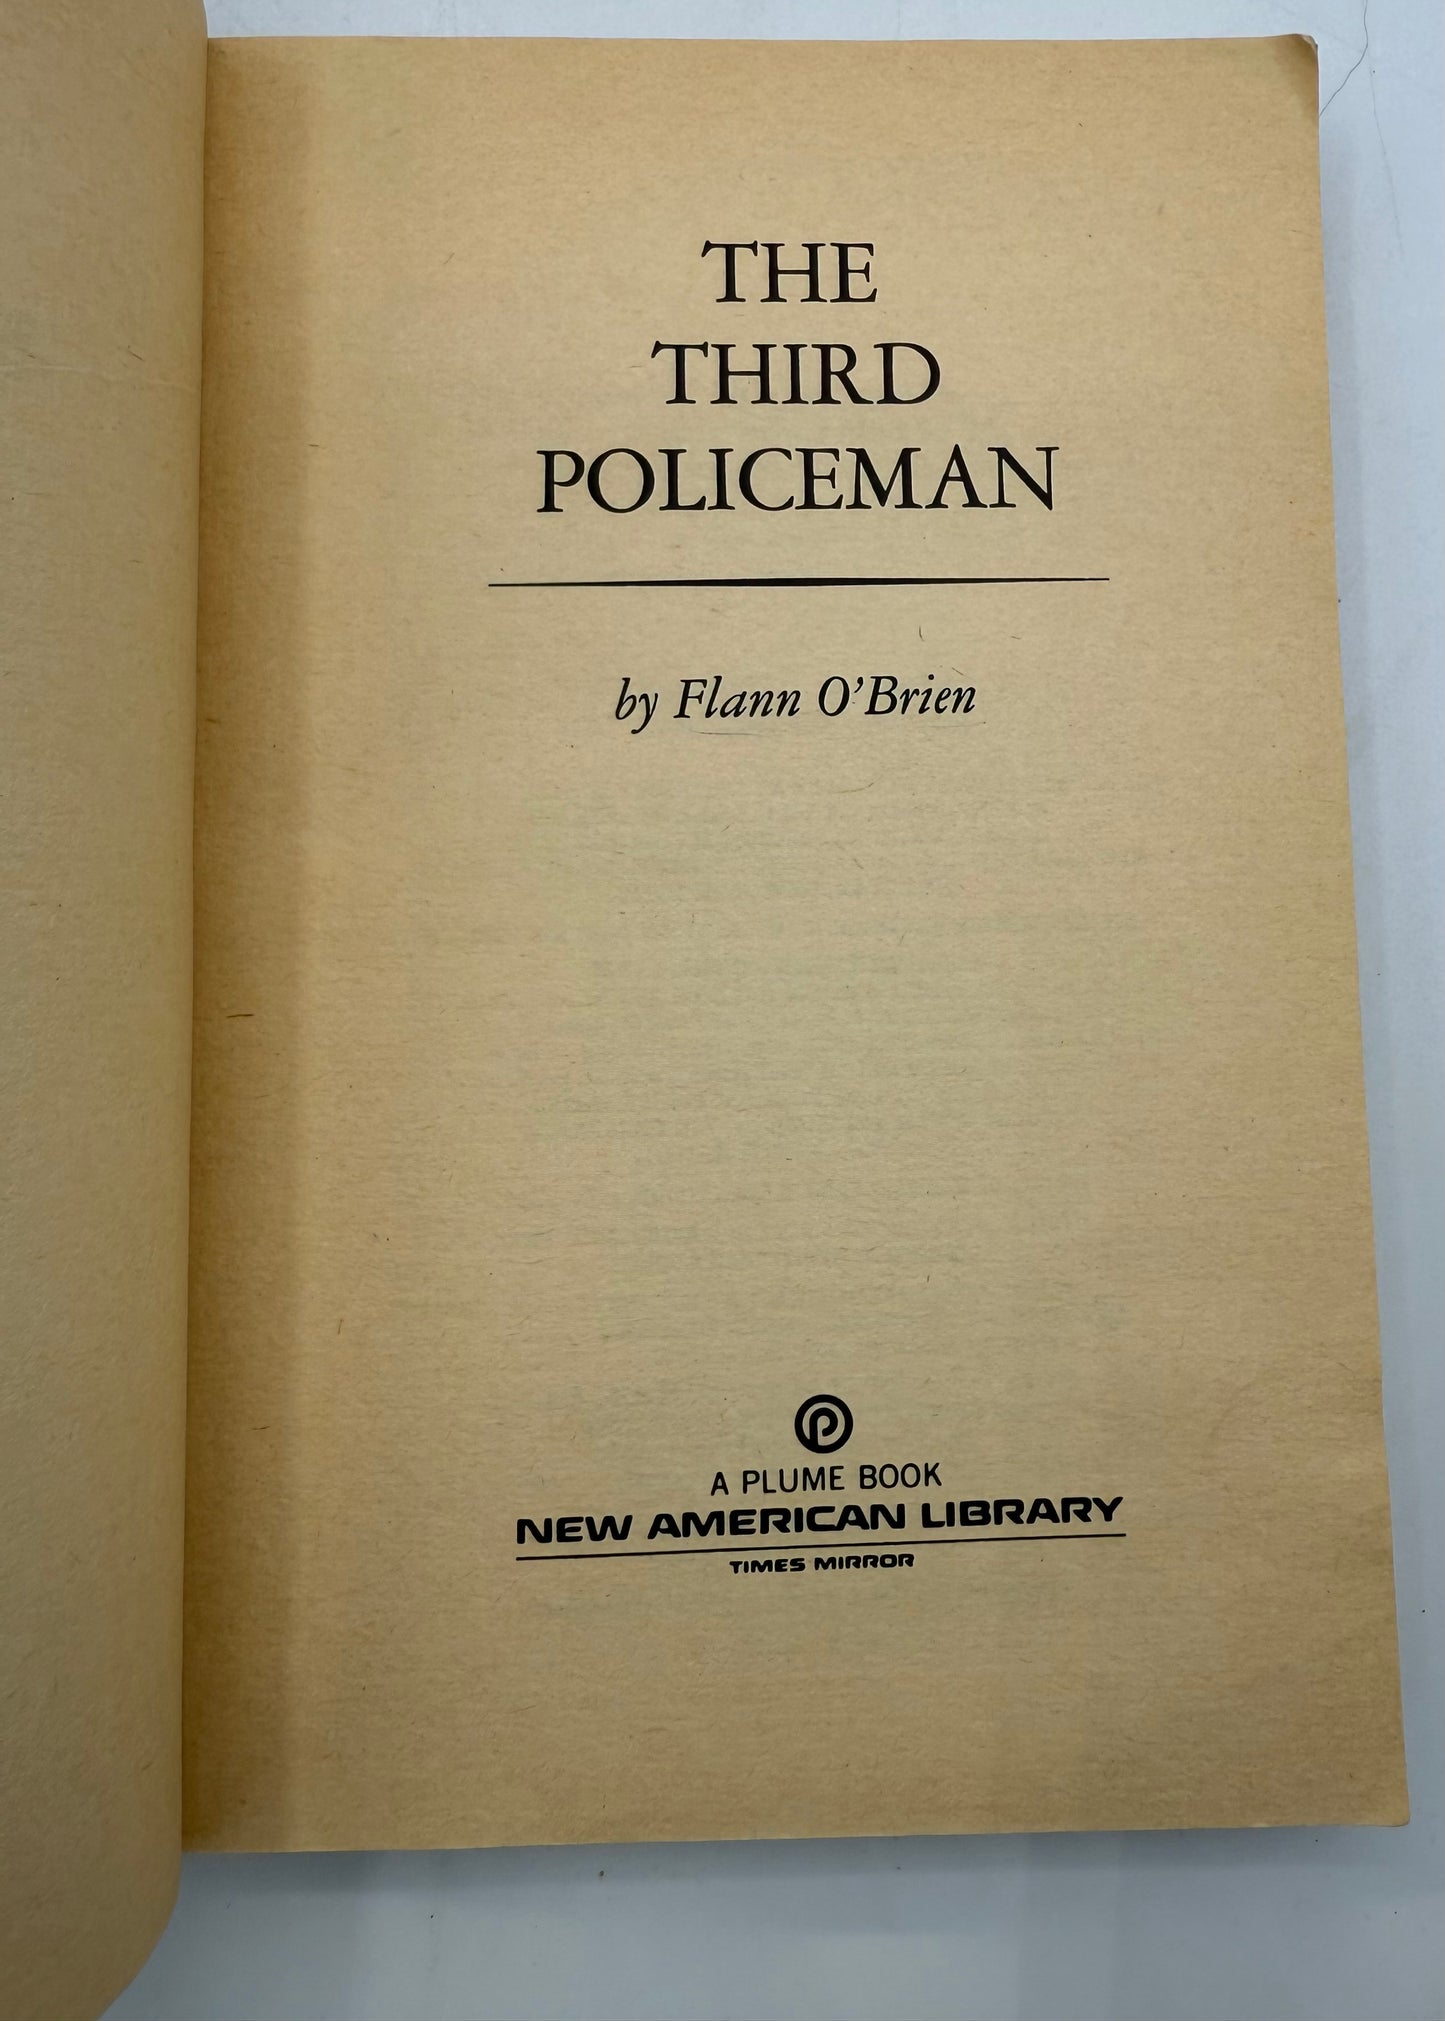 THE
THIRD
POLICEMAN
by Flann O'Brien
P
A PLUME BOOK
NEW AMERICAN LIBRARY
TIMES MIRROR